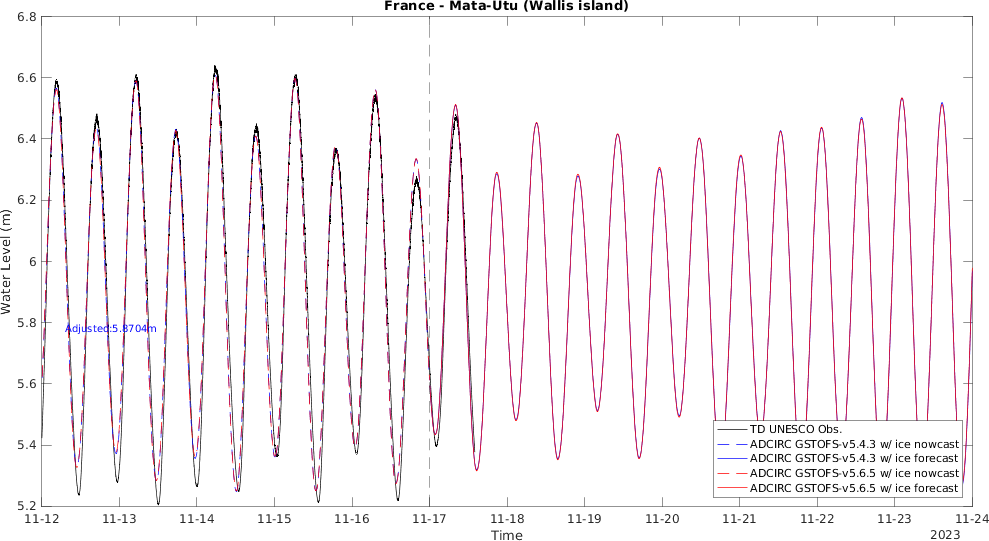 France - Mata-Utu (Wallis island)
6.8
6.6
6.4
6.2
6
5.8
5.6
5.4
5.2
Water Level (m)
Adjusted:5.8704m
TD UNESCO Obs.
ADCIRC GSTOFS-v5.4.3 w/ ice nowcast
ADCIRC GSTOFS-v5.4.3 w/ ice forecast
ADCIRC GSTOFS-v5.6.5 w/ ice nowcast
ADCIRC GSTOFS-v5.6.5 w/ ice forecast
11-12 11-13 11-14 11-15 11-16 11-17 11-18 11-19 11-20 11-21 11-22 11-23 11-24
Time
2023